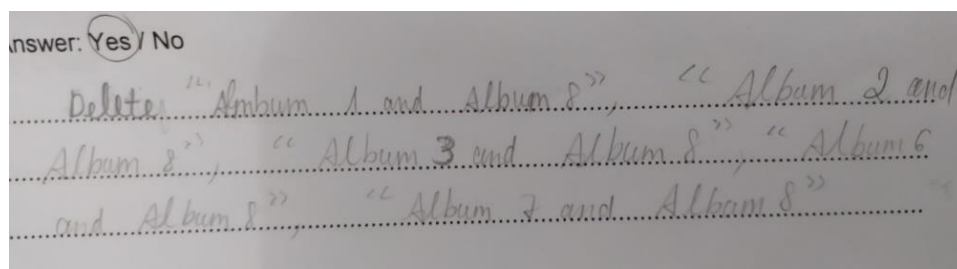 Answer: Yes / No
Delete "Ambum 1 and Album 8", "Album 2 and
Album 8", "Album 3 and Album 8", "Album 6
and Album 8", "Album 7 and Album 8"